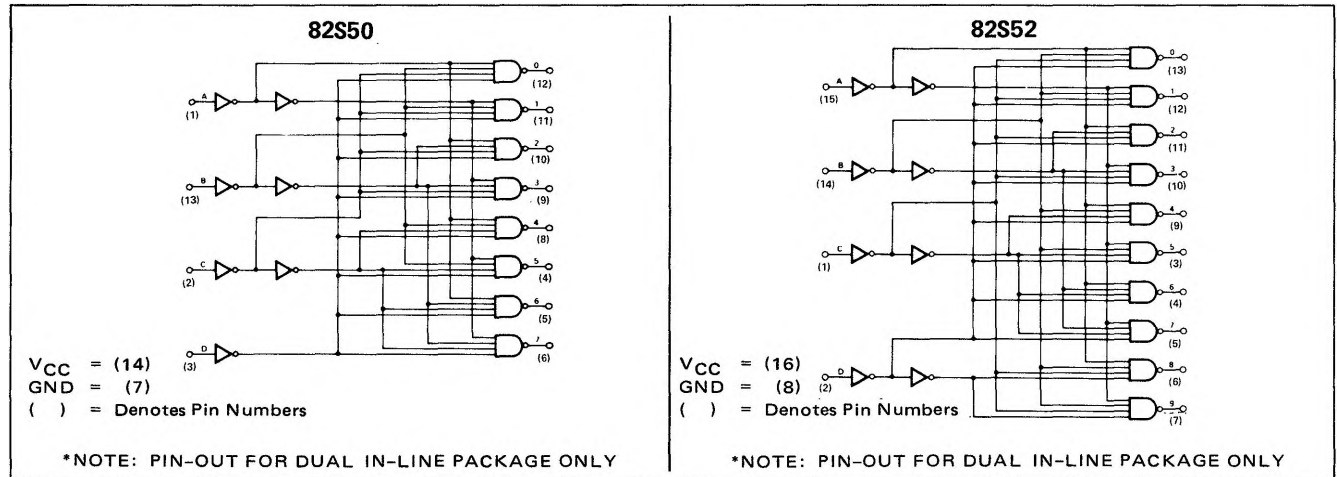 82S50
A
(1)
B
(13)
C
(2)
D
(3)
0
(12)
1
(11)
2
(10)
3
(9)
4
(8)
5
(4)
6
(5)
7
(6)
VCC = (14)
GND = (7)
( ) = Denotes Pin Numbers
*NOTE: PIN-OUT FOR DUAL IN-LINE PACKAGE ONLY
82S52
A
(15)
B
(14)
C
(1)
D
(2)
0
(13)
1
(12)
2
(11)
3
(10)
4
(9)
5
(3)
6
(4)
7
(5)
8
(6)
9
(7)
VCC = (16)
GND = (8)
( ) = Denotes Pin Numbers
*NOTE: PIN-OUT FOR DUAL IN-LINE PACKAGE ONLY